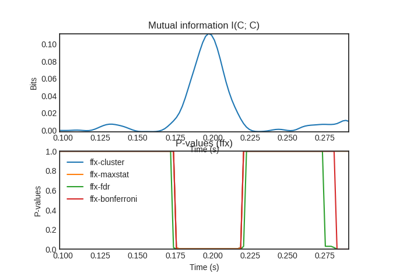 Mutual information I(C; C)
Bits
0.10
0.08
0.06
0.04
0.02
0.00
0.100 0.125 0.150 0.175 0.200 0.225 0.250 0.275
Time (s)
P-values (ffx)
P-values
1.0
0.8
0.6
0.4
0.2
0.0
ffx-cluster
ffx-maxstat
ffx-fdr
ffx-bonferroni
0.100 0.125 0.150 0.175 0.200 0.225 0.250 0.275
Time (s)